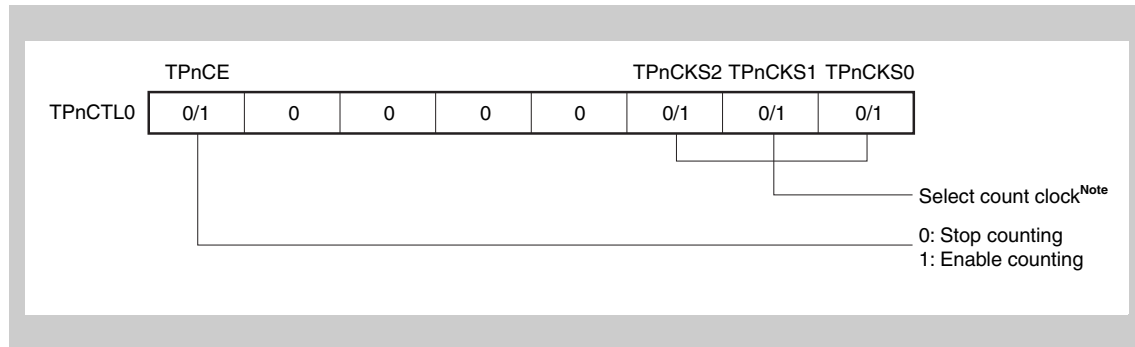 TPnCE TPnCKS2 TPnCKS1 TPnCKS0
TPnCTL0 0/1 0 0 0 0 0/1 0/1 0/1
Select count clockNote
0: Stop counting
1: Enable counting